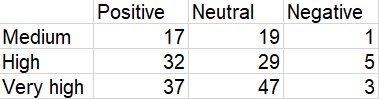 Positive Neutral Negative
Medium 17 19 1
High 32 29 5
Very high 37 47 3